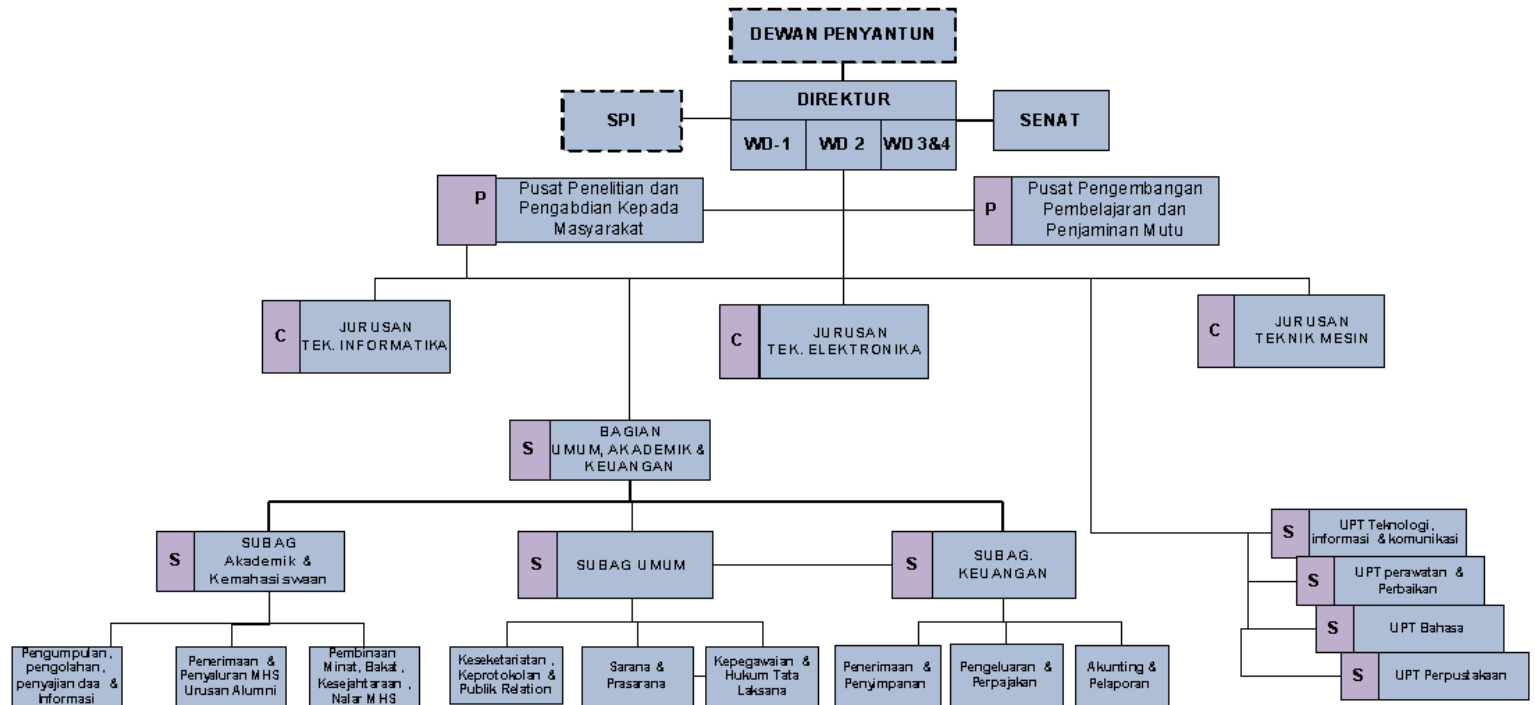 DEWAN PENYANTUN
DIREKTUR
SPI
SENAT
WD-1
WD 2
WD 3&4
P
Pusat Penelitian dan
Pengabdian Kepada
Masyarakat
P
Pusat Pengembangan
Pembelajaran dan
Penjaminan Mutu
C
JURUSAN
TEK. INFORMATIKA
C
JURUSAN
TEK. ELEKTRONIKA
C
JURUSAN
TEKNIK MESIN
S
BAGIAN
UMUM, AKADEMIK &
KEUANGAN
S
SUBAG
Akademik &
Kemahasiswaan
S
SUBAG UMUM
S
SUBAG.
KEUANGAN
S
UPT Teknologi,
informasi & komunikasi
S
UPT perawatan &
Perbaikan
S
UPT Bahasa
S
UPT Perpustakaan
Pengumpulan,
pengolahan,
penyajian daa &
Informasi
Penerimaan &
Penyaluran MHS
Urusan Alumni
Pembinaan
Minat, Bakat,
Kesejahtaraan,
Nalar MHS
Keseketariatan,
Keprotokolan &
Publik Relation
Sarana &
Prasarana
Kepegawaian &
Hukum Tata
Laksana
Penerimaan &
Penyimpanan
Pengeluaran &
Perpajakan
Akunting &
Pelaporan